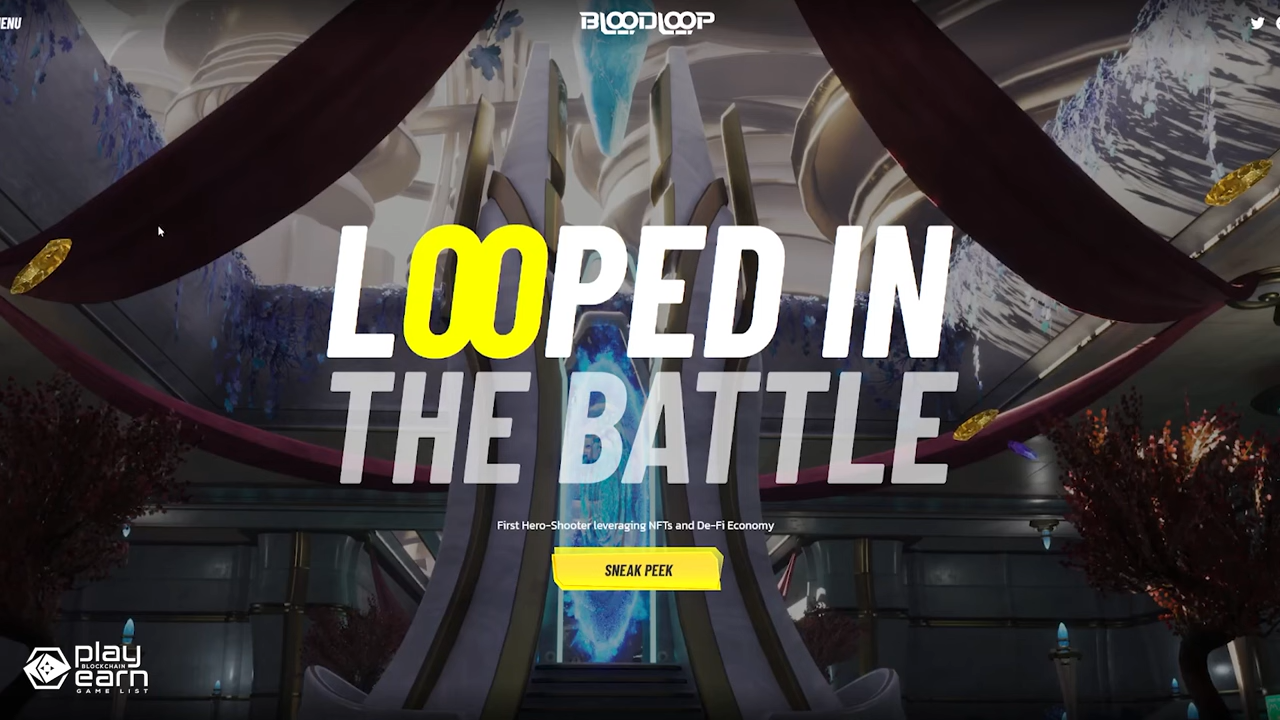 ENU
BLOODLOOP
LOOPED IN
THE BATTLE
First Hero-Shooter leveraging NFTs and De-Fi Economy
SNEAK PEEK
play
BLOCKCHAIN
earn
GAME LIST